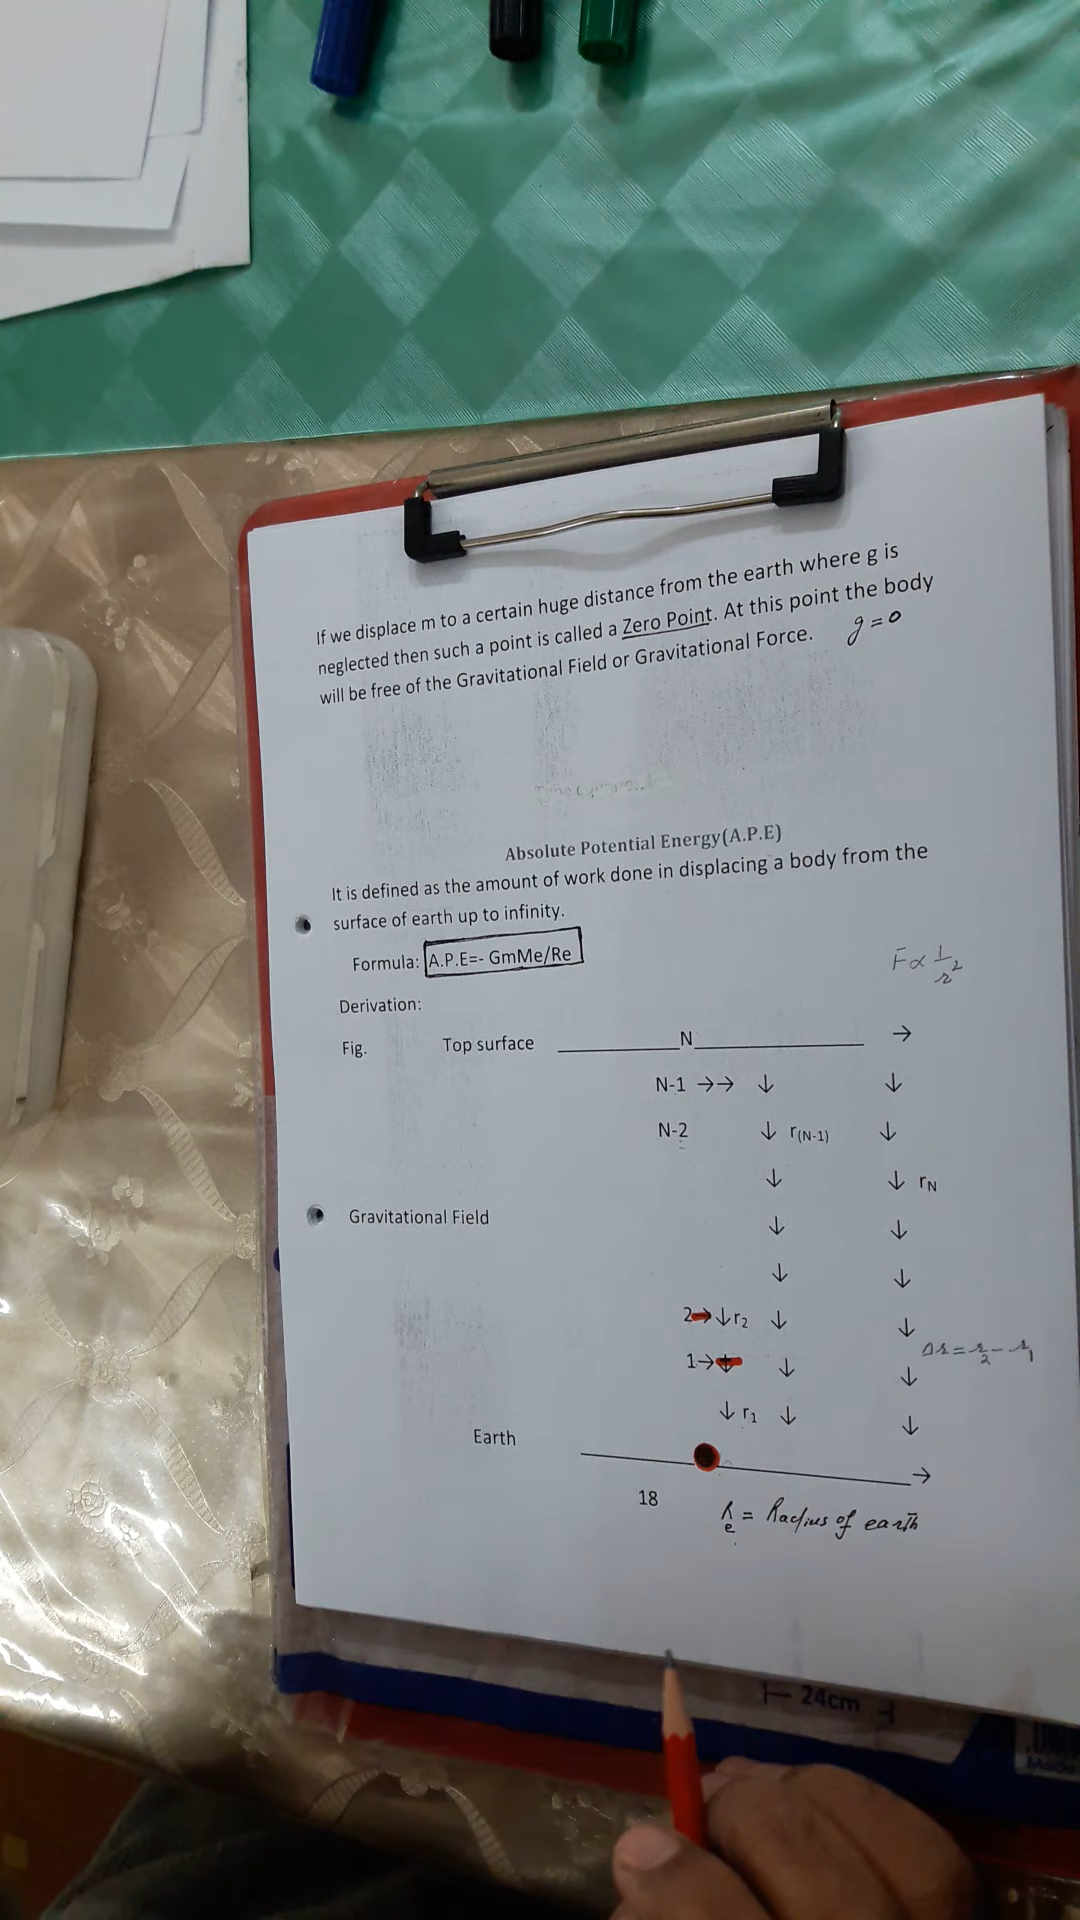 If we displace m to a certain huge distance from the earth where g is
neglected then such a point is called a Zero Point. At this point the body
will be free of the Gravitational Field or Gravitational Force. g = 0
Absolute Potential Energy(A.P.E)
It is defined as the amount of work done in displacing a body from the
surface of earth up to infinity.
Formula: A.P.E=- GmMe/Re
F∝ 1/r²
Derivation:
Fig. Top surface N →
N-1 →→ ↓ ↓
N-2 ↓ r(N-1) ↓
↓ ↓ rN
Gravitational Field ↓ ↓
↓ ↓
2→ ↓r2 ↓ ↓
Δr = r2 - r1
1→↓ ↓ ↓
↓ r1 ↓ ↓
Earth →
18
Re = Radius of earth
24cm